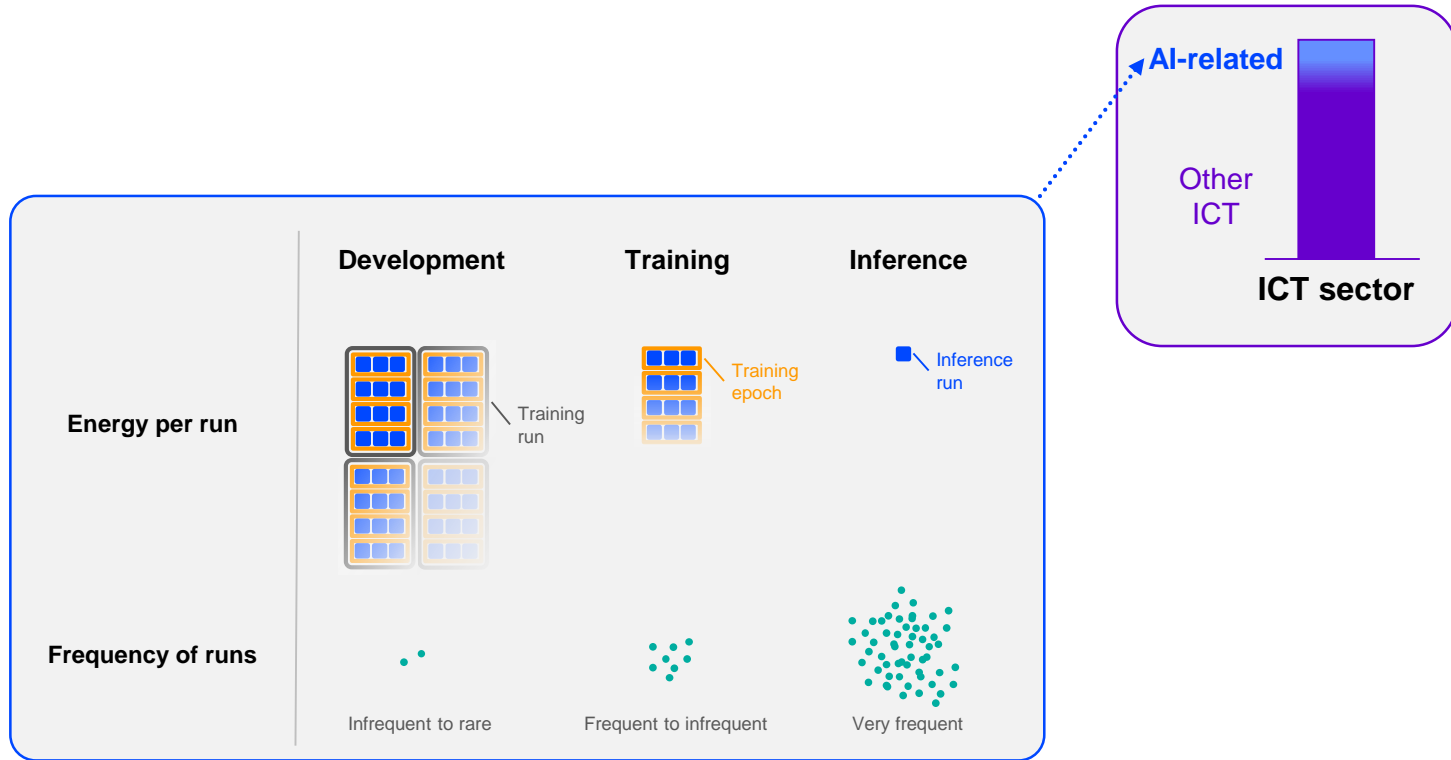 AI-related
Other
ICT
ICT sector
Development
Training
Inference
Energy per run
Training
run
Training
epoch
Inference
run
Frequency of runs
Infrequent to rare
Frequent to infrequent
Very frequent